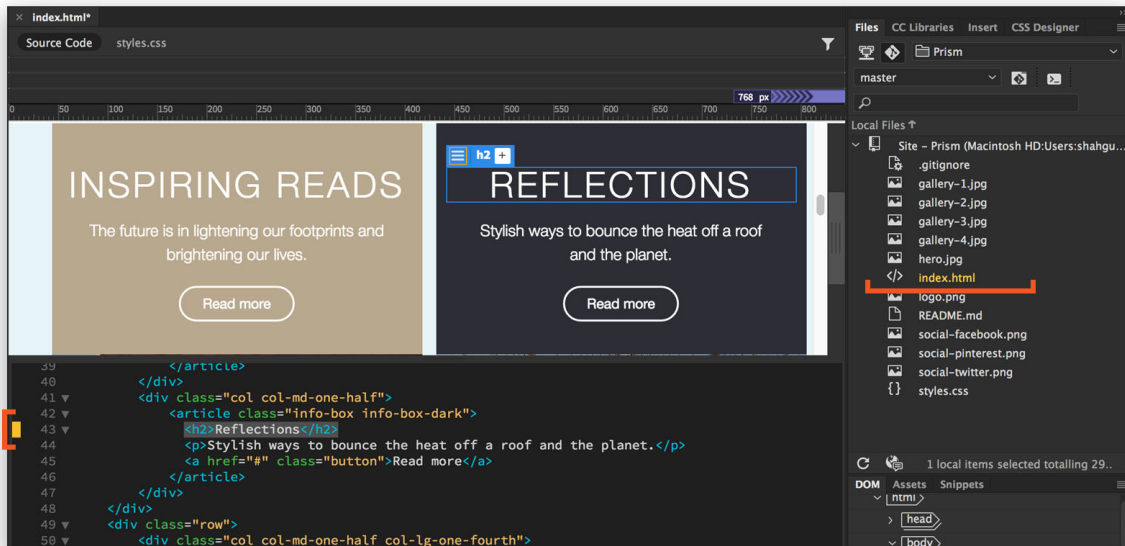 × index.html*
Source Code styles.css
768 px
0 50 100 150 200 250 300 350 400 450 500 550 600 650 700 750 800
h2 +
INSPIRING READS
The future is in lightening our footprints and
brightening our lives.
Read more
REFLECTIONS
Stylish ways to bounce the heat off a roof
and the planet.
Read more
39 </article>
40 </div>
41 <div class="col col-md-one-half">
42 <article class="info-box info-box-dark">
43 <h2>Reflections</h2>
44 <p>Stylish ways to bounce the heat off a roof and the planet.</p>
45 <a href="#" class="button">Read more</a>
46 </article>
47 </div>
48 </div>
49 <div class="row">
50 <div class="col col-md-one-half col-lg-one-fourth">
Files CC Libraries Insert CSS Designer
Prism
master
Local Files
Site – Prism (Macintosh HD:Users:shahgu...
.gitignore
gallery-1.jpg
gallery-2.jpg
gallery-3.jpg
gallery-4.jpg
hero.jpg
</> index.html
logo.png
README.md
social-facebook.png
social-pinterest.png
social-twitter.png
{} styles.css
1 local items selected totalling 29..
DOM Assets Snippets
html
head
body